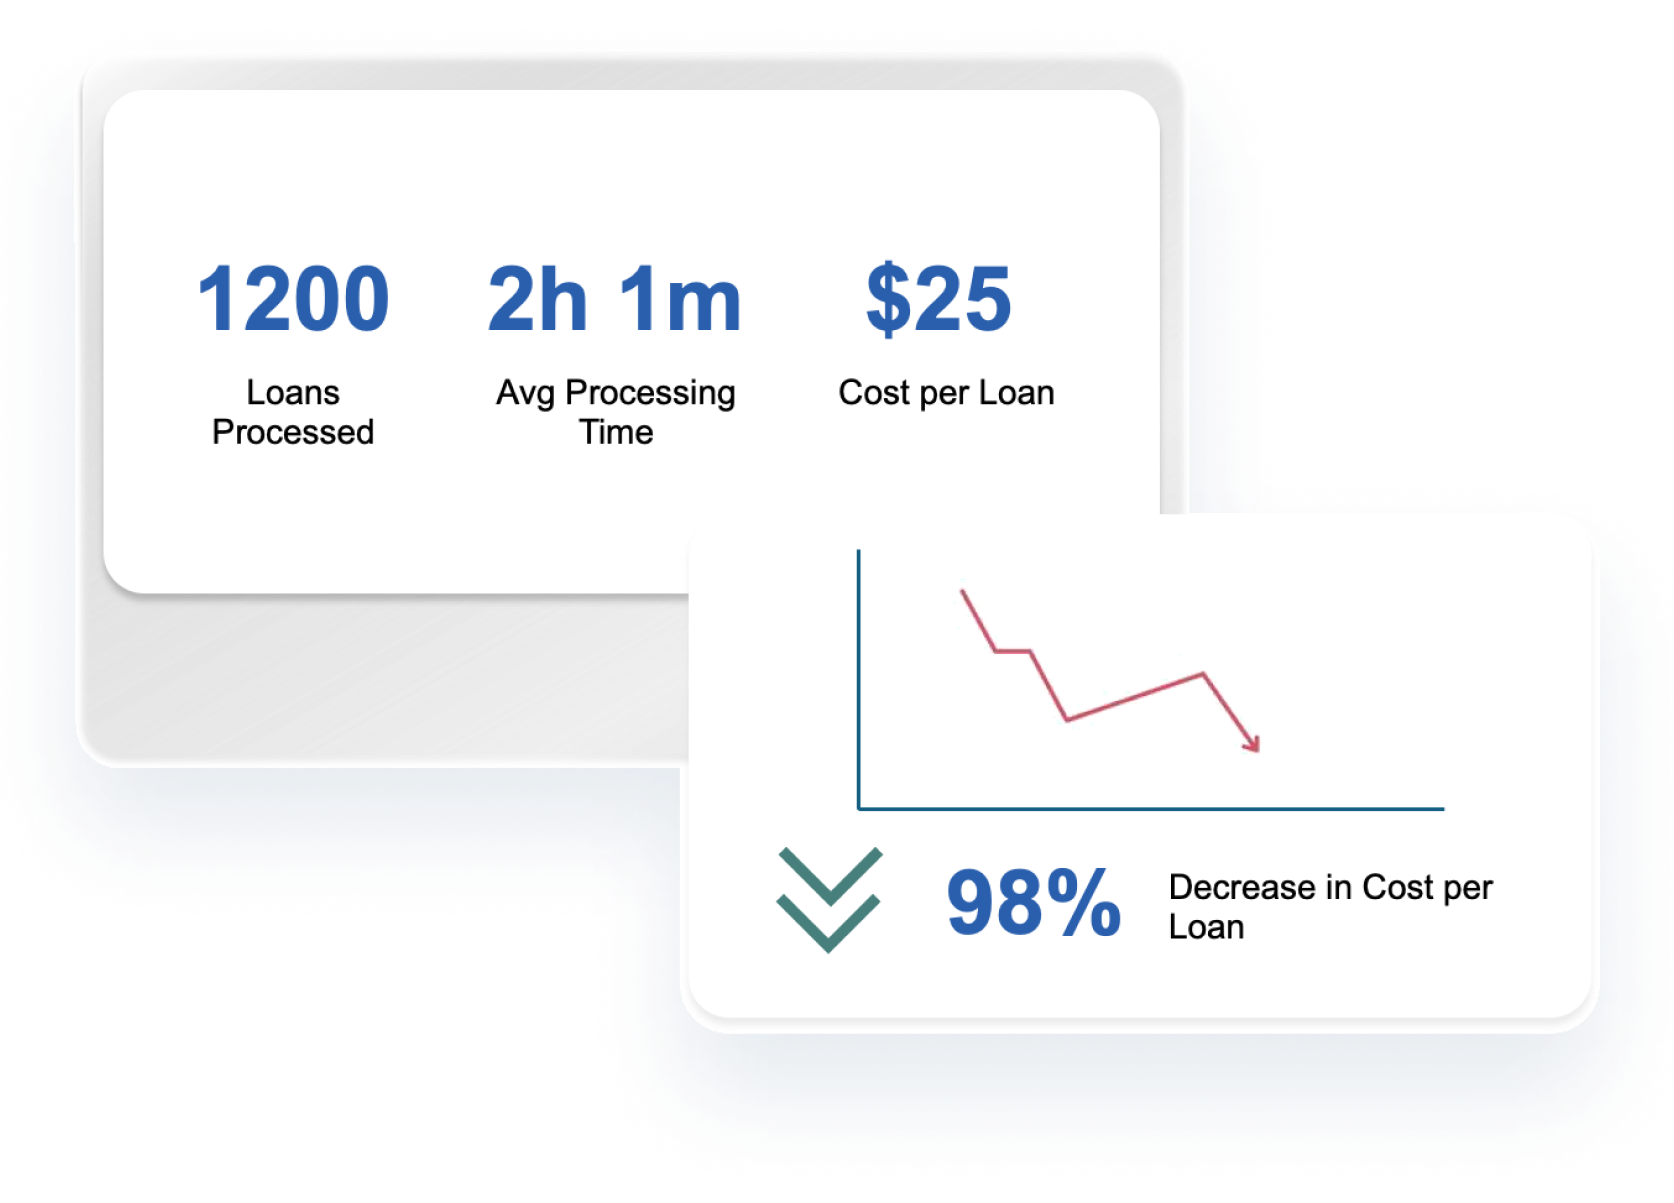 1200
Loans
Processed
2h 1m
Avg Processing
Time
$25
Cost per Loan
98%
Decrease in Cost per
Loan